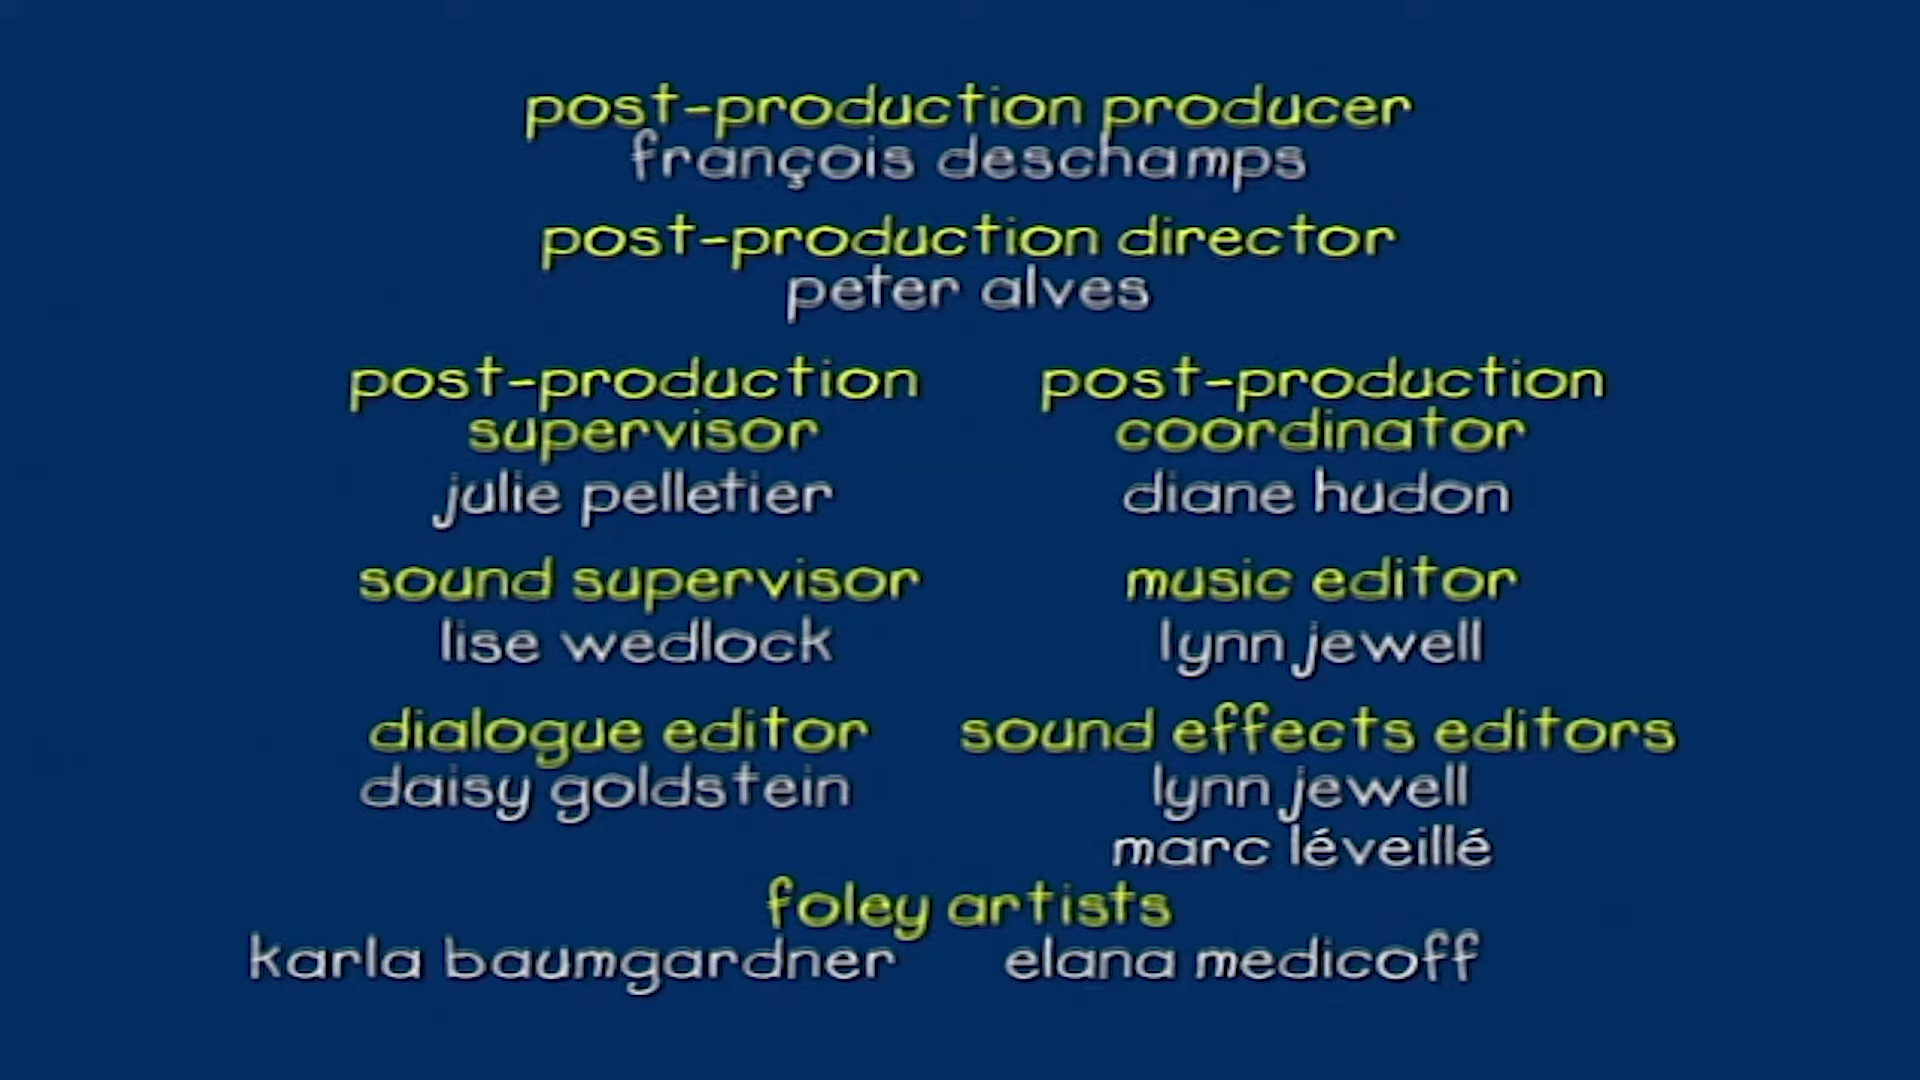 post-production producer
françois deschamps
post-production director
peter alves
post-production
supervisor
julie pelletier
post-production
coordinator
diane hudon
sound supervisor
lise wedlock
music editor
lynn jewell
dialogue editor
daisy goldstein
sound effects editors
lynn jewell
marc léveillé
foley artists
karla baumgardner
elana medicoff